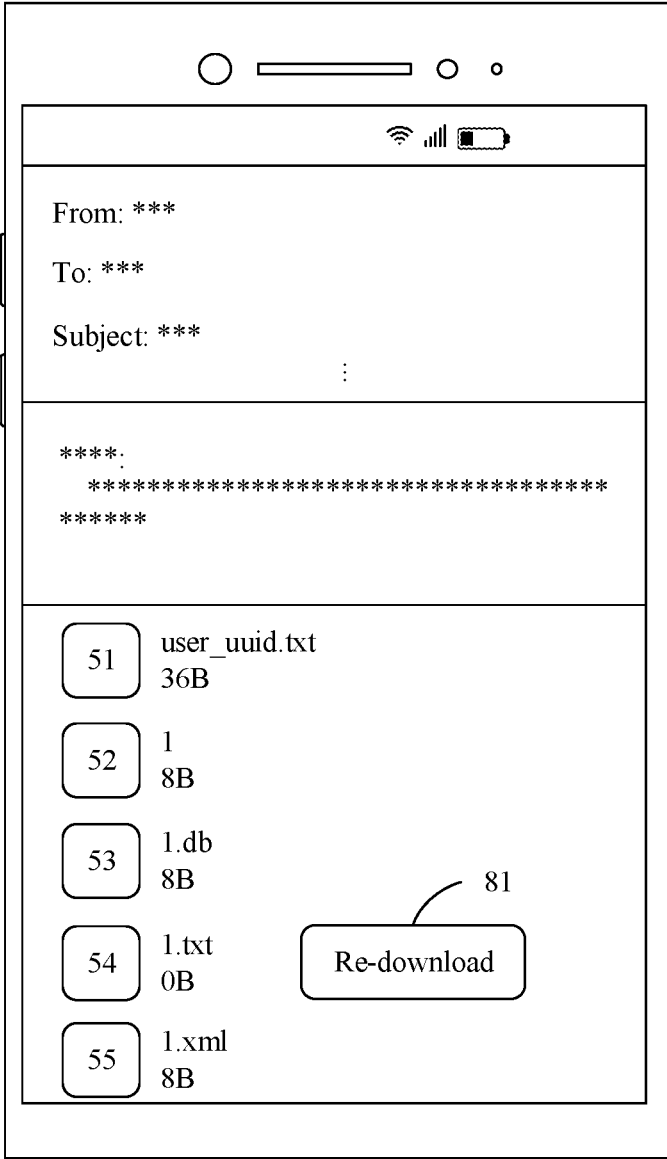 From: ***
To: ***
Subject: ***
⋮
****:
***********************************
******
51
user_uuid.txt
36B
52
1
8B
53
1.db
8B
81
54
1.txt
0B
Re-download
55
1.xml
8B